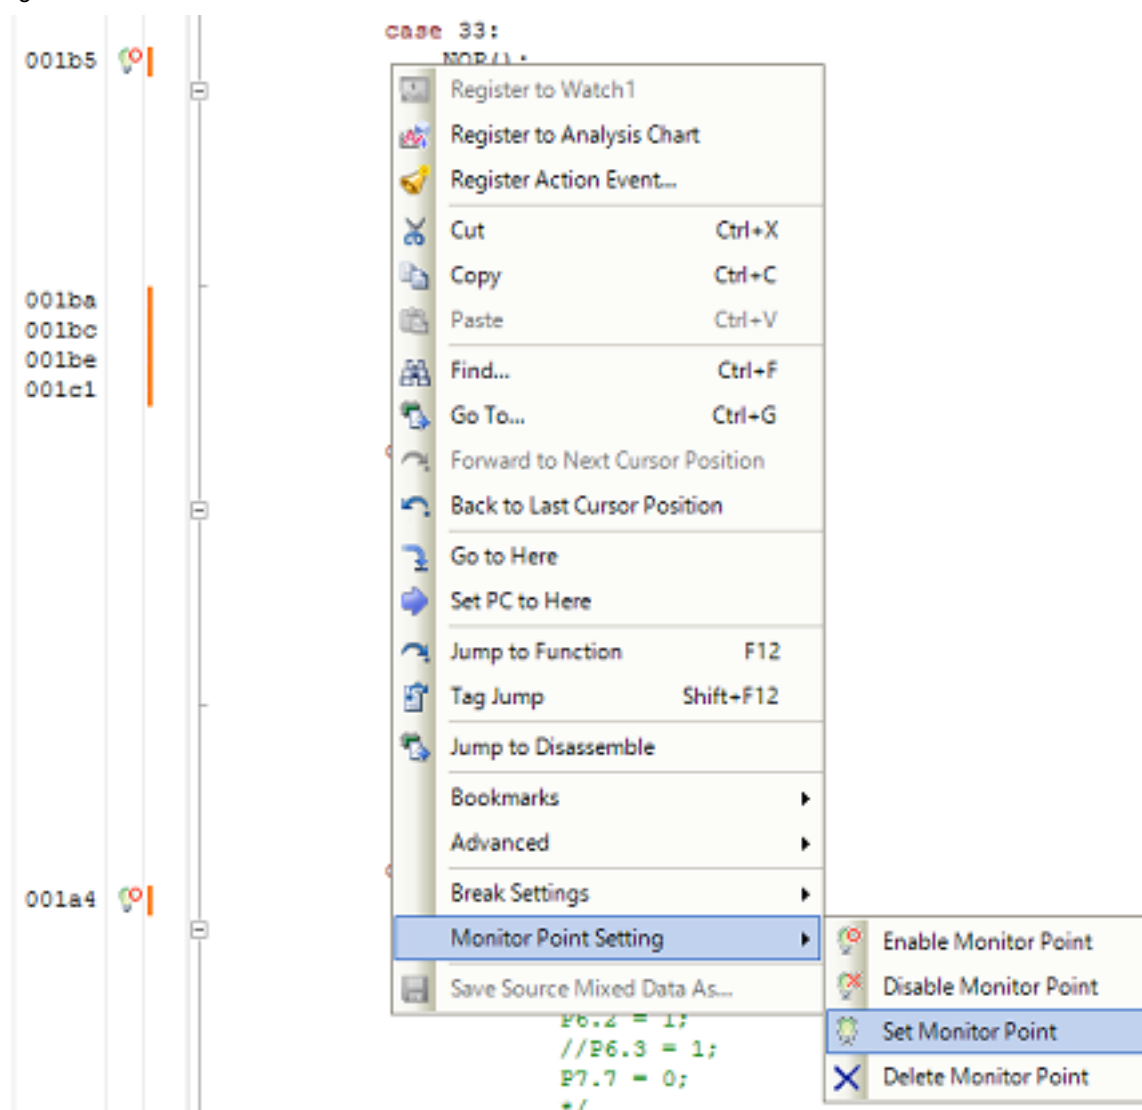 case 33:
001b5
NOP();
Register to Watch1
Register to Analysis Chart
Register Action Event...
Cut Ctrl+X
Copy Ctrl+C
001ba
Paste Ctrl+V
001bc
001be
Find... Ctrl+F
001c1
Go To... Ctrl+G
Forward to Next Cursor Position
Back to Last Cursor Position
Go to Here
Set PC to Here
Jump to Function F12
Tag Jump Shift+F12
Jump to Disassemble
Bookmarks
Advanced
001a4
Break Settings
Monitor Point Setting
Enable Monitor Point
Save Source Mixed Data As...
Disable Monitor Point
P6.2 = 1;
Set Monitor Point
//P6.3 = 1;
P7.7 = 0;
Delete Monitor Point
*/